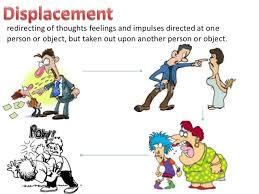 Displacement
redirecting of thoughts feelings and impulses directed at one
person or object, but taken out upon another person or object.
POW!